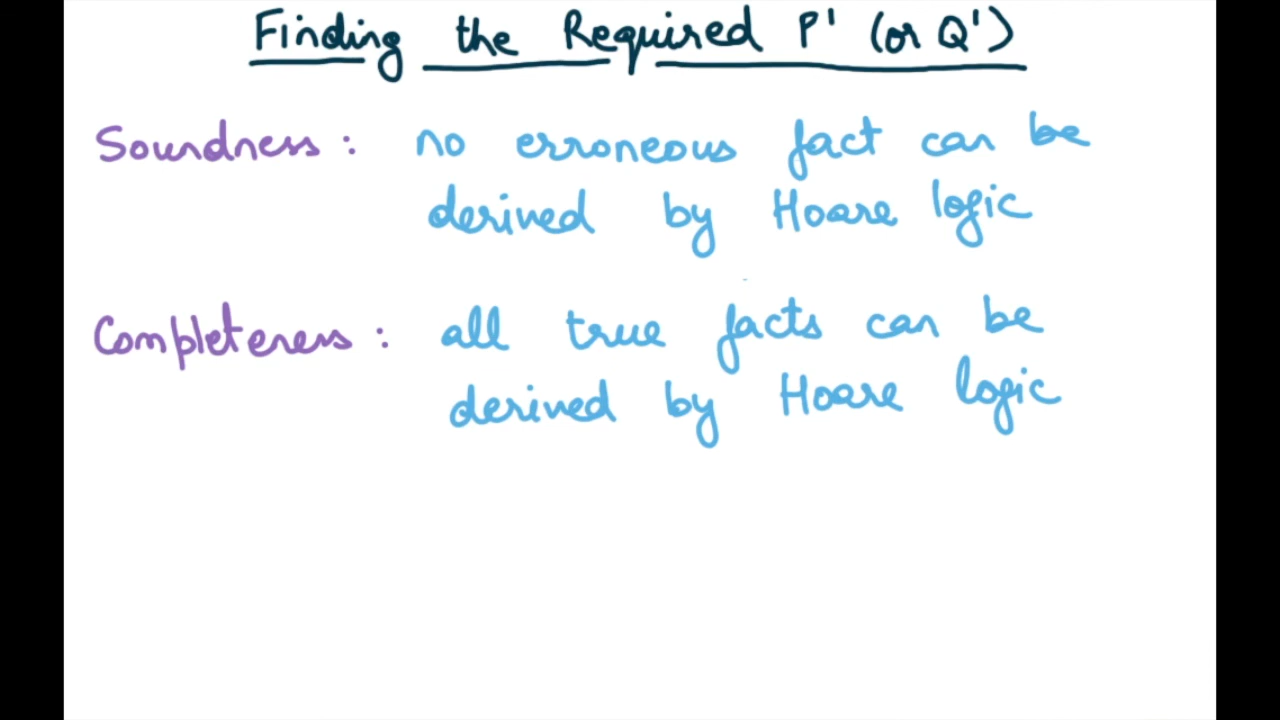 Finding the Required P' (or Q')
Soundness: no erroneous fact can be
derived by Hoare logic
Completeness: all true facts can be
derived by Hoare logic